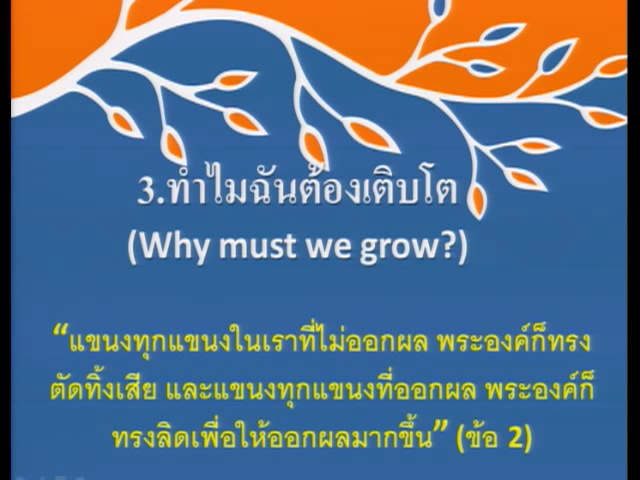 3.ทำไมฉันต้องเติบโต
(Why must we grow?)
“แขนงทุกแขนงในเราที่ไม่ออกผล พระองค์ก็ทรง
ตัดทิ้งเสีย และแขนงทุกแขนงที่ออกผล พระองค์ก็
ทรงลิดเพื่อให้ออกผลมากขึ้น” (ข้อ 2)